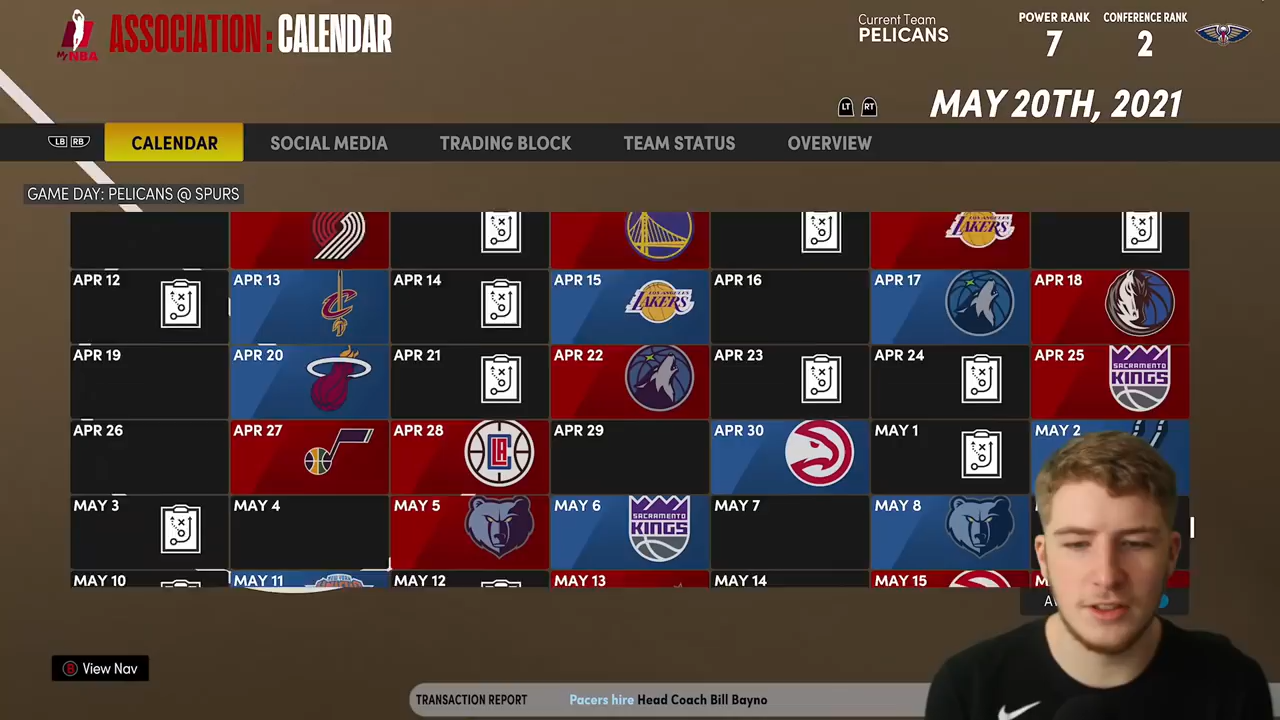 MyNBA
ASSOCIATION: CALENDAR
Current Team
PELICANS
POWER RANK
7
CONFERENCE RANK
2
LT RT
MAY 20TH, 2021
LB RB
CALENDAR SOCIAL MEDIA TRADING BLOCK TEAM STATUS OVERVIEW
GAME DAY: PELICANS @ SPURS
LAKERS
APR 12 APR 13 APR 14 APR 15 APR 16 APR 17 APR 18
LOS ANGELES
LAKERS
APR 19 APR 20 APR 21 APR 22 APR 23 APR 24 APR 25
SACRAMENTO
KINGS
APR 26 APR 27 APR 28 APR 29 APR 30 MAY 1 MAY 2
MAY 3 MAY 4 MAY 5 MAY 6 MAY 7 MAY 8
SACRAMENTO
KINGS
MAY 10 MAY 11 MAY 12 MAY 13 MAY 14 MAY 15
B View Nav
TRANSACTION REPORT Pacers hire Head Coach Bill Bayno